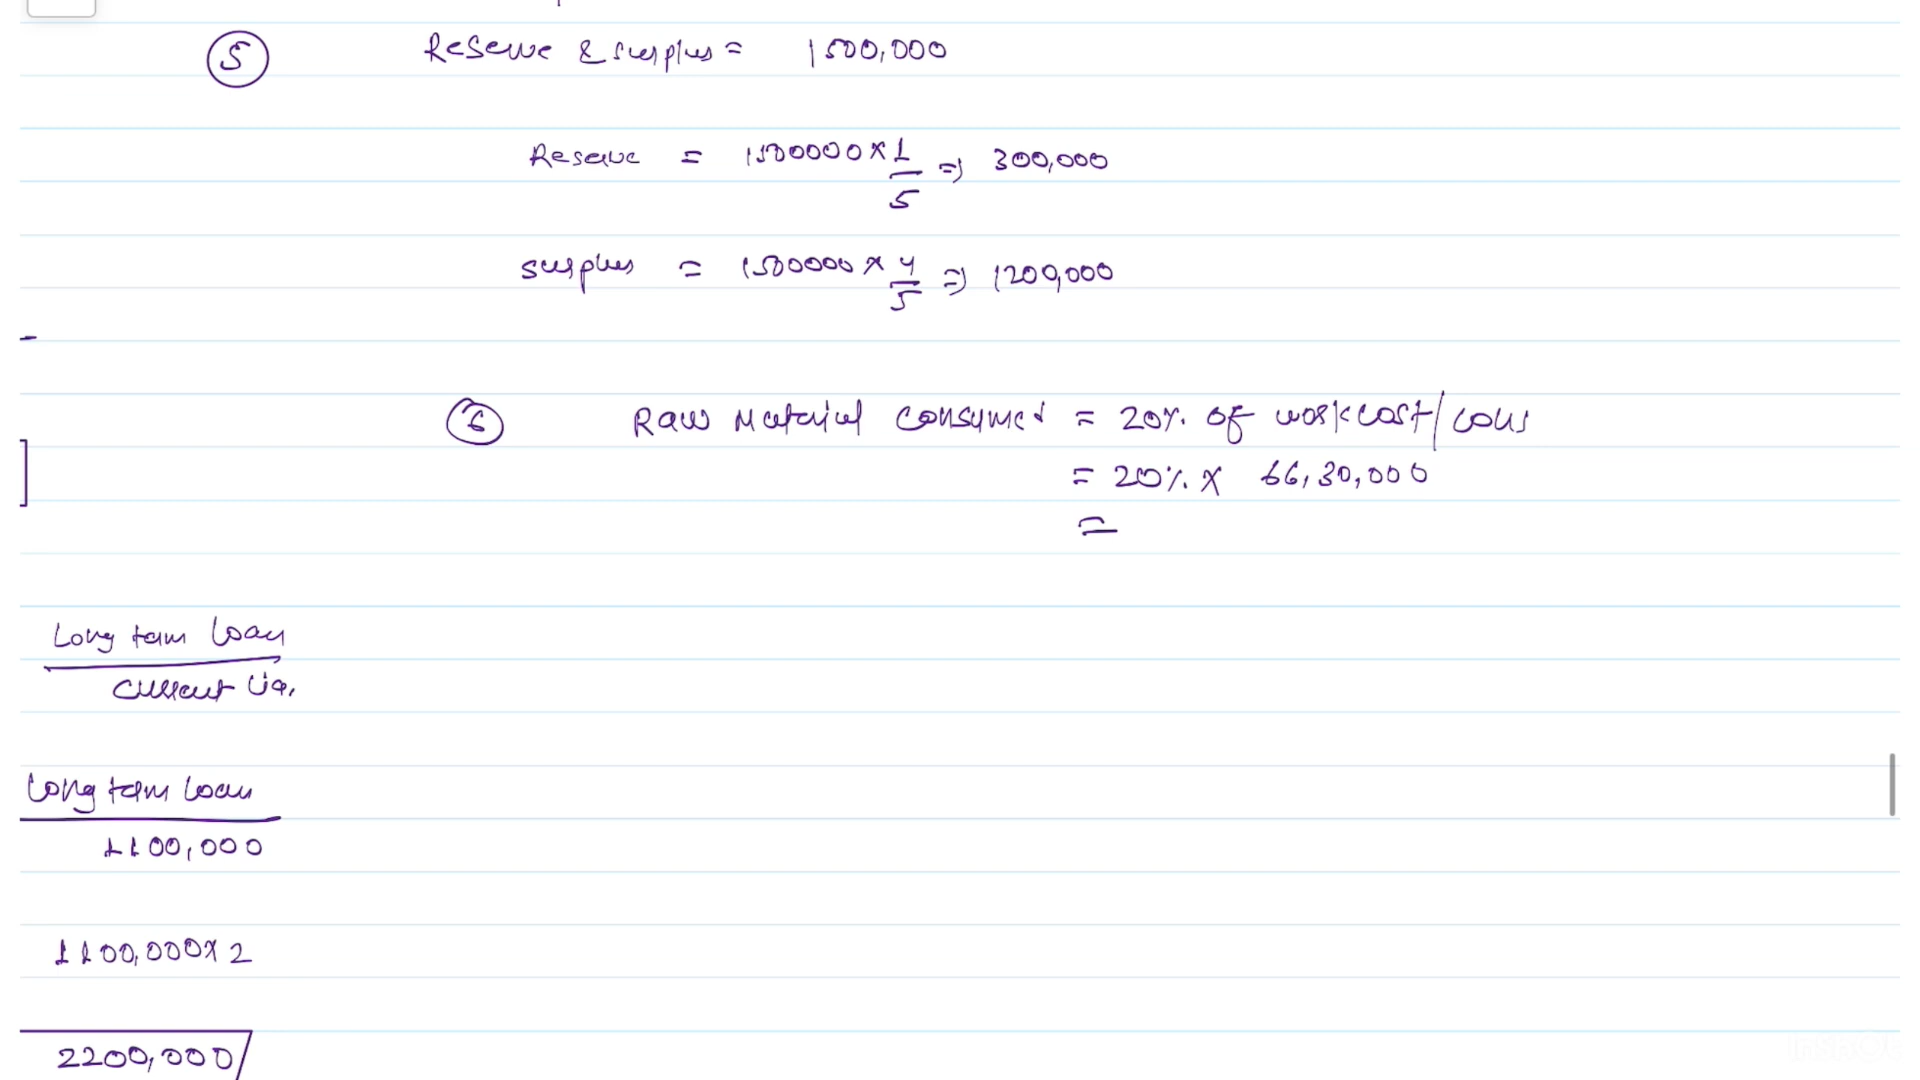 5 Reserve & surplus = 1500,000
Reserve = 1500000 x 1/5 => 300,000
surplus = 1500000 x 4/5 => 1200,000
6 Raw Material Consumed = 20% of work cost/cons
= 20% x 66,30,000
=
Long term loan
Current Lia.
Long term loan
1100,000
1100,000 x 2
2200,000